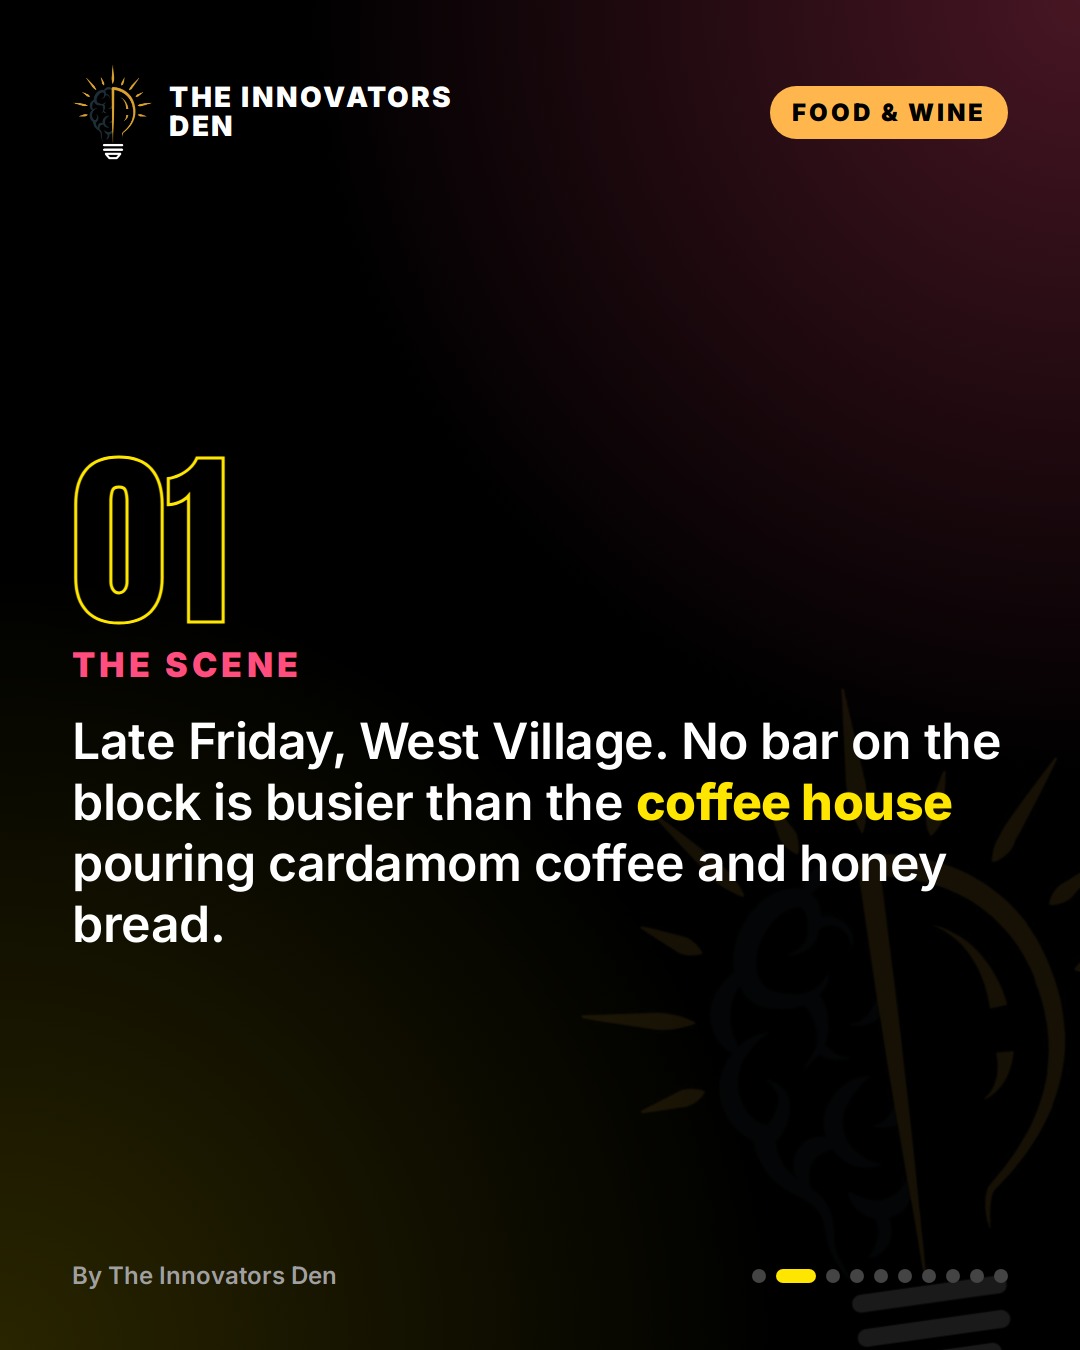 THE INNOVATORS
DEN
FOOD & WINE
01
THE SCENE
Late Friday, West Village. No bar on the
block is busier than the coffee house
pouring cardamom coffee and honey
bread.
By The Innovators Den